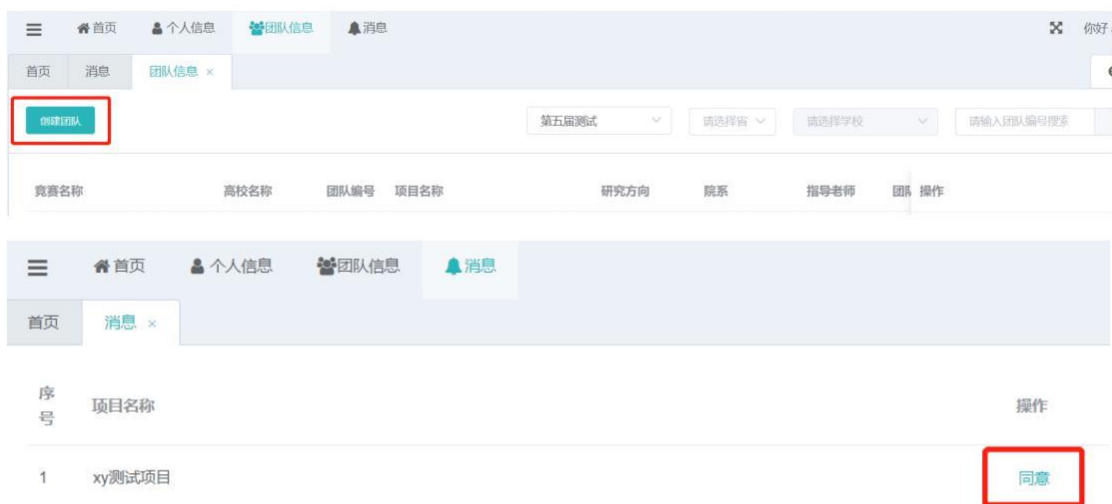 首页 个人信息 团队信息 消息 你好
首页 消息 团队信息 ×
创建团队 第五届测试 请选择省 请选择学校 请输入团队编号搜索
竞赛名称 高校名称 团队编号 项目名称 研究方向 院系 指导老师 团队 操作
首页 个人信息 团队信息 消息
首页 消息 ×
序号 项目名称 操作
1 xy测试项目 同意